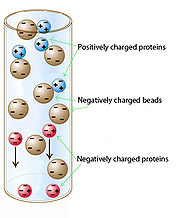 Positively charged proteins
Negatively charged beads
Negatively charged proteins